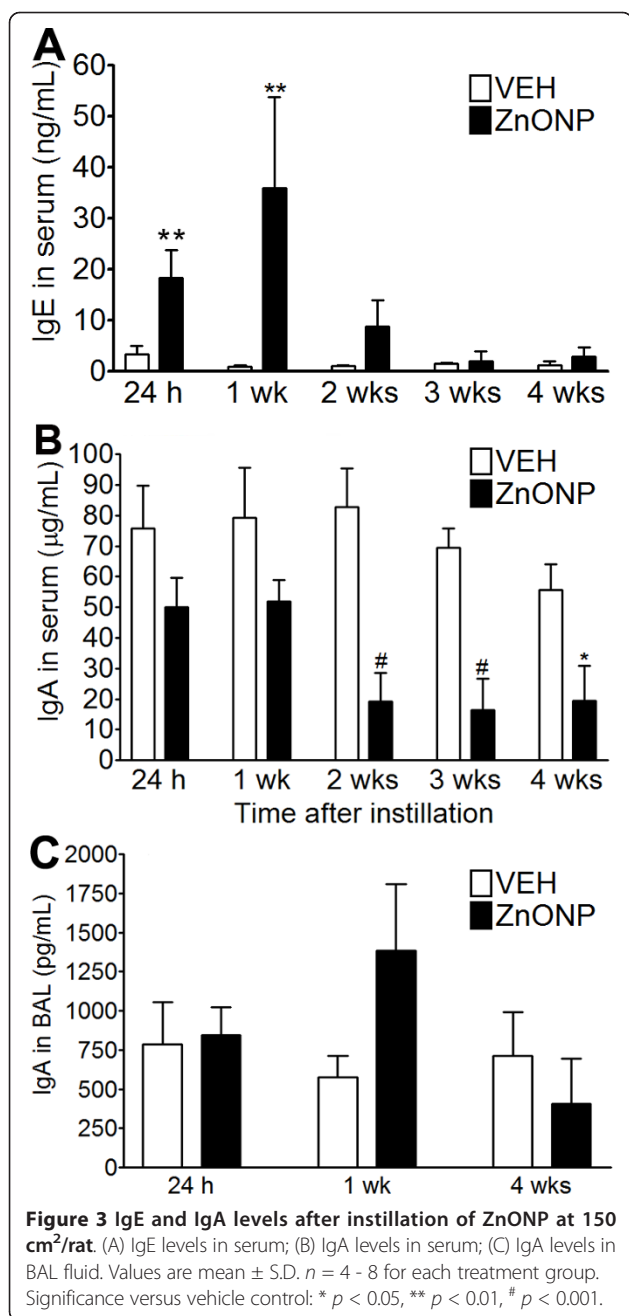 A
IgE in serum (ng/mL)
60
50
40
30
20
10
0
VEH
ZnONP
**
**
24 h 1 wk 2 wks 3 wks 4 wks
B
IgA in serum (µg/mL)
100
90
80
70
60
50
40
30
20
10
0
VEH
ZnONP
# # *
24 h 1 wk 2 wks 3 wks 4 wks
Time after instillation
C
IgA in BAL (pg/mL)
2000
1750
1500
1250
1000
750
500
250
0
VEH
ZnONP
24 h 1 wk 4 wks
Figure 3 IgE and IgA levels after instillation of ZnONP at 150
cm²/rat. (A) IgE levels in serum; (B) IgA levels in serum; (C) IgA levels in
BAL fluid. Values are mean ± S.D. n = 4 - 8 for each treatment group.
Significance versus vehicle control: * p < 0.05, ** p < 0.01, # p < 0.001.